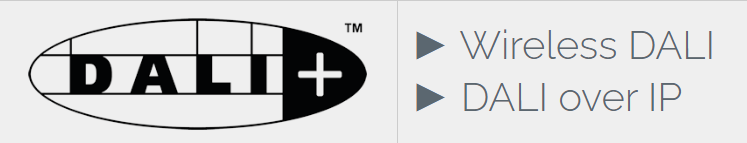 DALI+™
► Wireless DALI
► DALI over IP